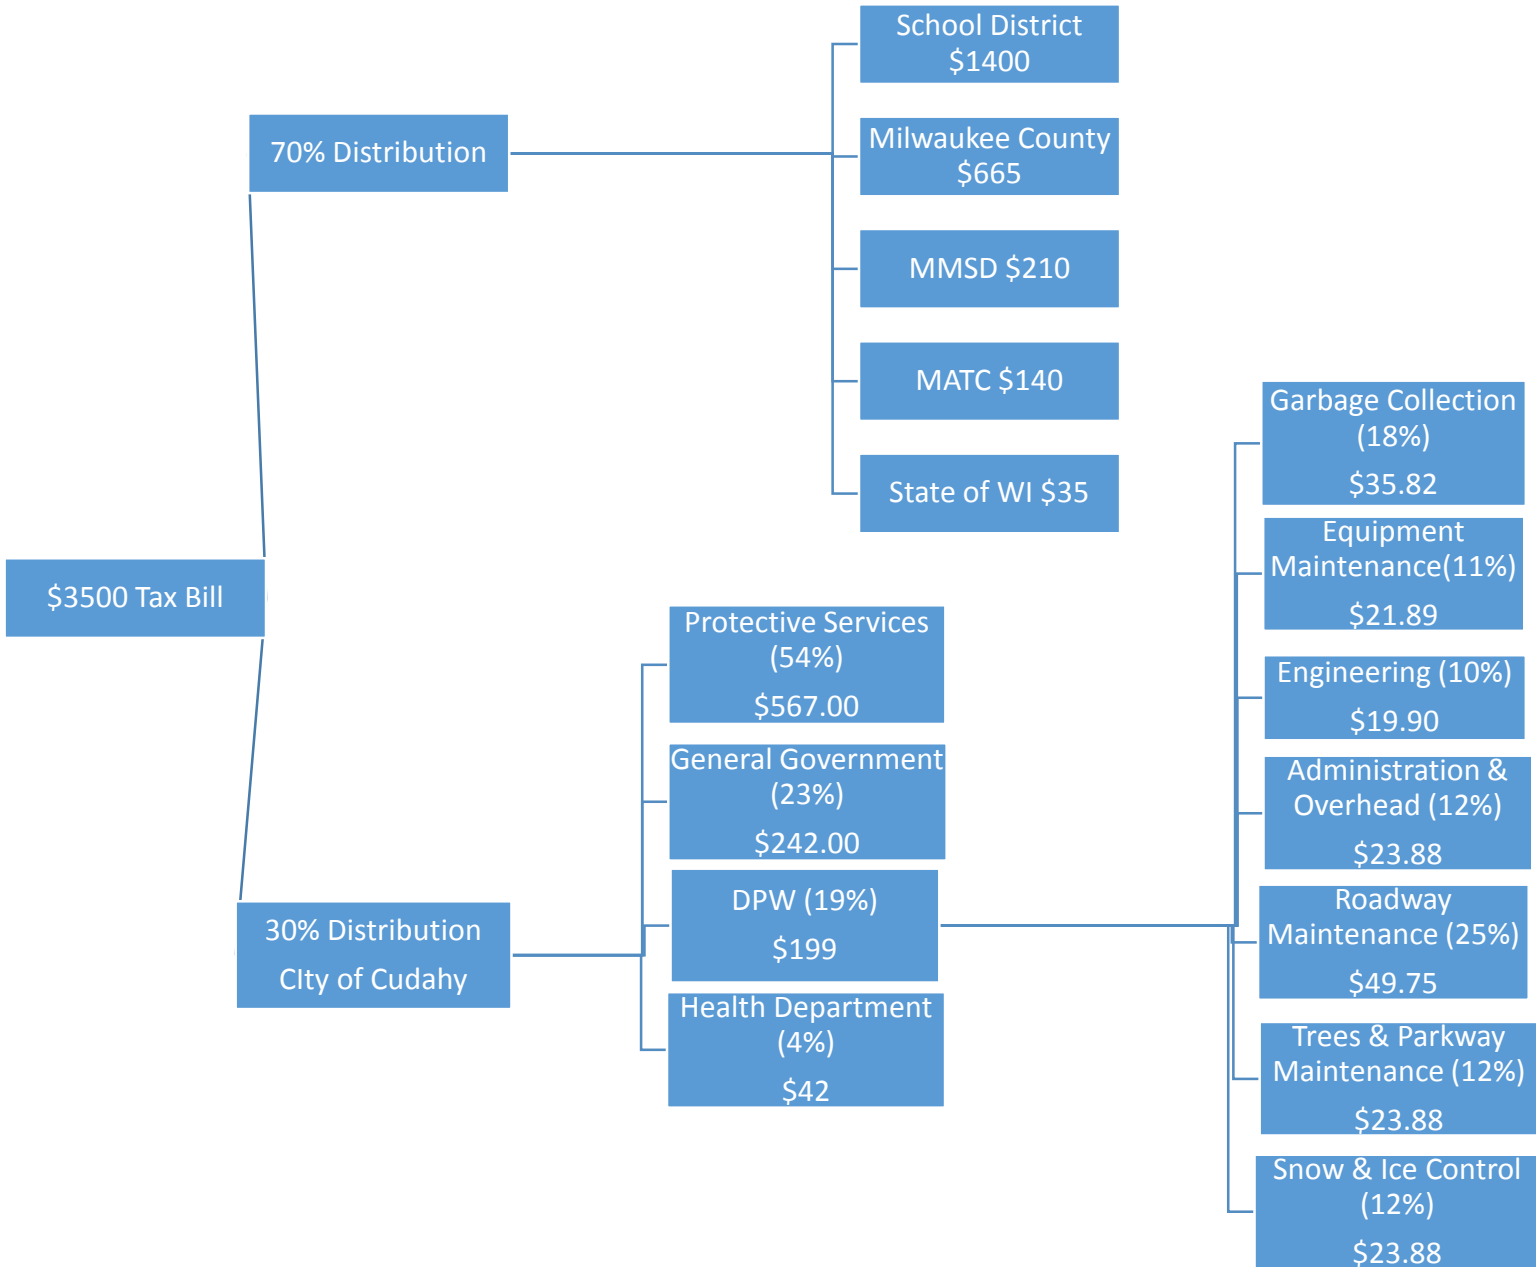 $3500 Tax Bill
70% Distribution
School District
$1400
Milwaukee County
$665
MMSD $210
MATC $140
State of WI $35
30% Distribution
CIty of Cudahy
Protective Services
(54%)
$567.00
General Government
(23%)
$242.00
DPW (19%)
$199
Health Department
(4%)
$42
Garbage Collection
(18%)
$35.82
Equipment
Maintenance(11%)
$21.89
Engineering (10%)
$19.90
Administration &
Overhead (12%)
$23.88
Roadway
Maintenance (25%)
$49.75
Trees & Parkway
Maintenance (12%)
$23.88
Snow & Ice Control
(12%)
$23.88